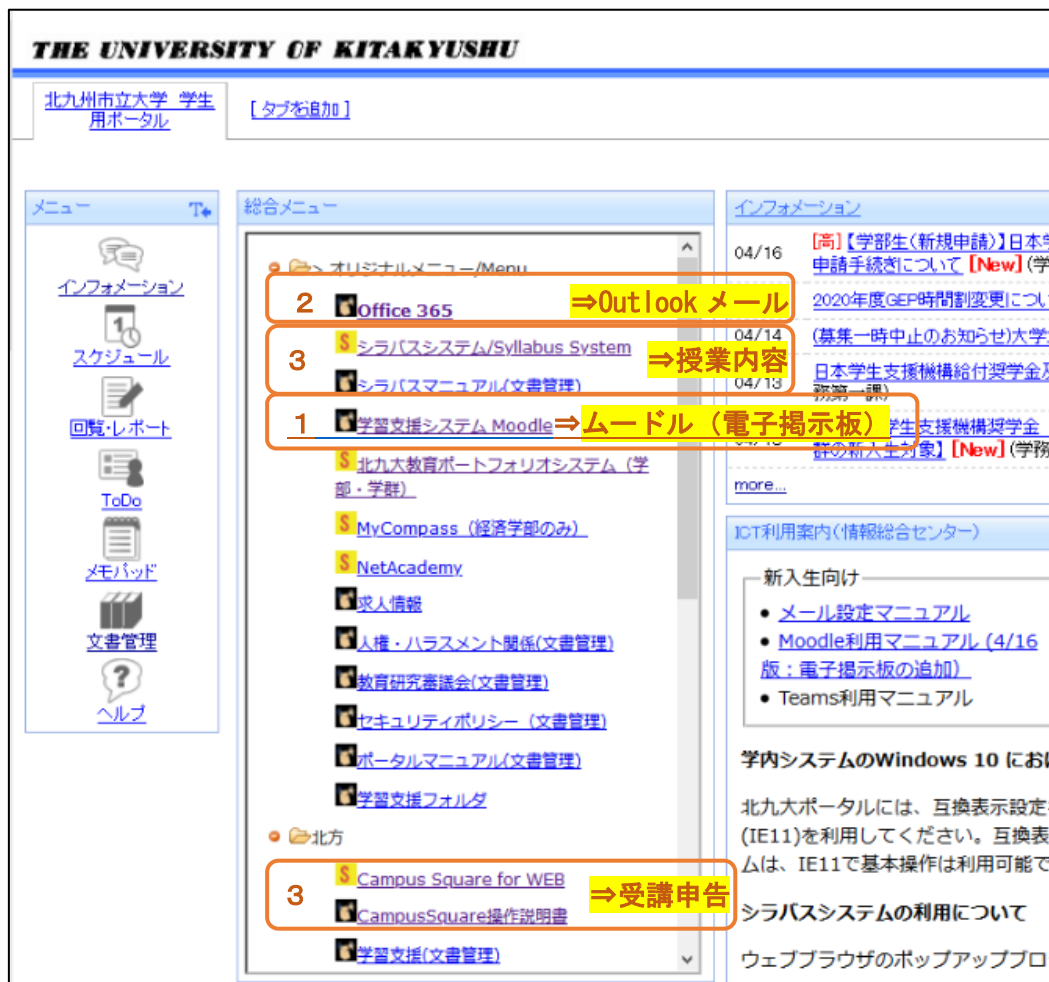 THE UNIVERSITY OF KITAKYUSHU
北九州市立大学 学生
用ポータル
[ タブを追加 ]
メニュー
インフォメーション
スケジュール
回覧・レポート
ToDo
メモパッド
文書管理
ヘルプ
総合メニュー
> オリジナルメニュー/Menu
2 Office 365 ⇒Outlook メール
3 シラバスシステム/Syllabus System ⇒授業内容
シラバスマニュアル(文書管理)
1 学習支援システム Moodle⇒ムードル（電子掲示板）
北九大教育ポートフォリオシステム（学
部・学群）
MyCompass（経済学部のみ）
NetAcademy
求人情報
人権・ハラスメント関係(文書管理)
教育研究審議会(文書管理)
セキュリティポリシー（文書管理)
ポータルマニュアル(文書管理)
学習支援フォルダ
北方
3 Campus Square for WEB ⇒受講申告
CampusSquare操作説明書
学習支援(文書管理)
インフォメーション
04/16 [高]【学部生(新規申請)】日本
申請手続きについて [New] (学
2020年度GEP時間割変更につい
04/14 (募集一時中止のお知らせ)大学
04/13 日本学生支援機構給付奨学金及
務第一課)
学生支援機構奨学金
群の新入生対象】 [New] (学務
more...
ICT利用案内(情報総合センター)
新入生向け
• メール設定マニュアル
• Moodle利用マニュアル (4/16
版：電子掲示板の追加）
• Teams利用マニュアル
学内システムのWindows 10 にお
北九大ポータルには、互換表示設定
(IE11)を利用してください。互換表
ムは、IE11で基本操作は利用可能で
シラバスシステムの利用について
ウェブブラウザのポップアップブロ